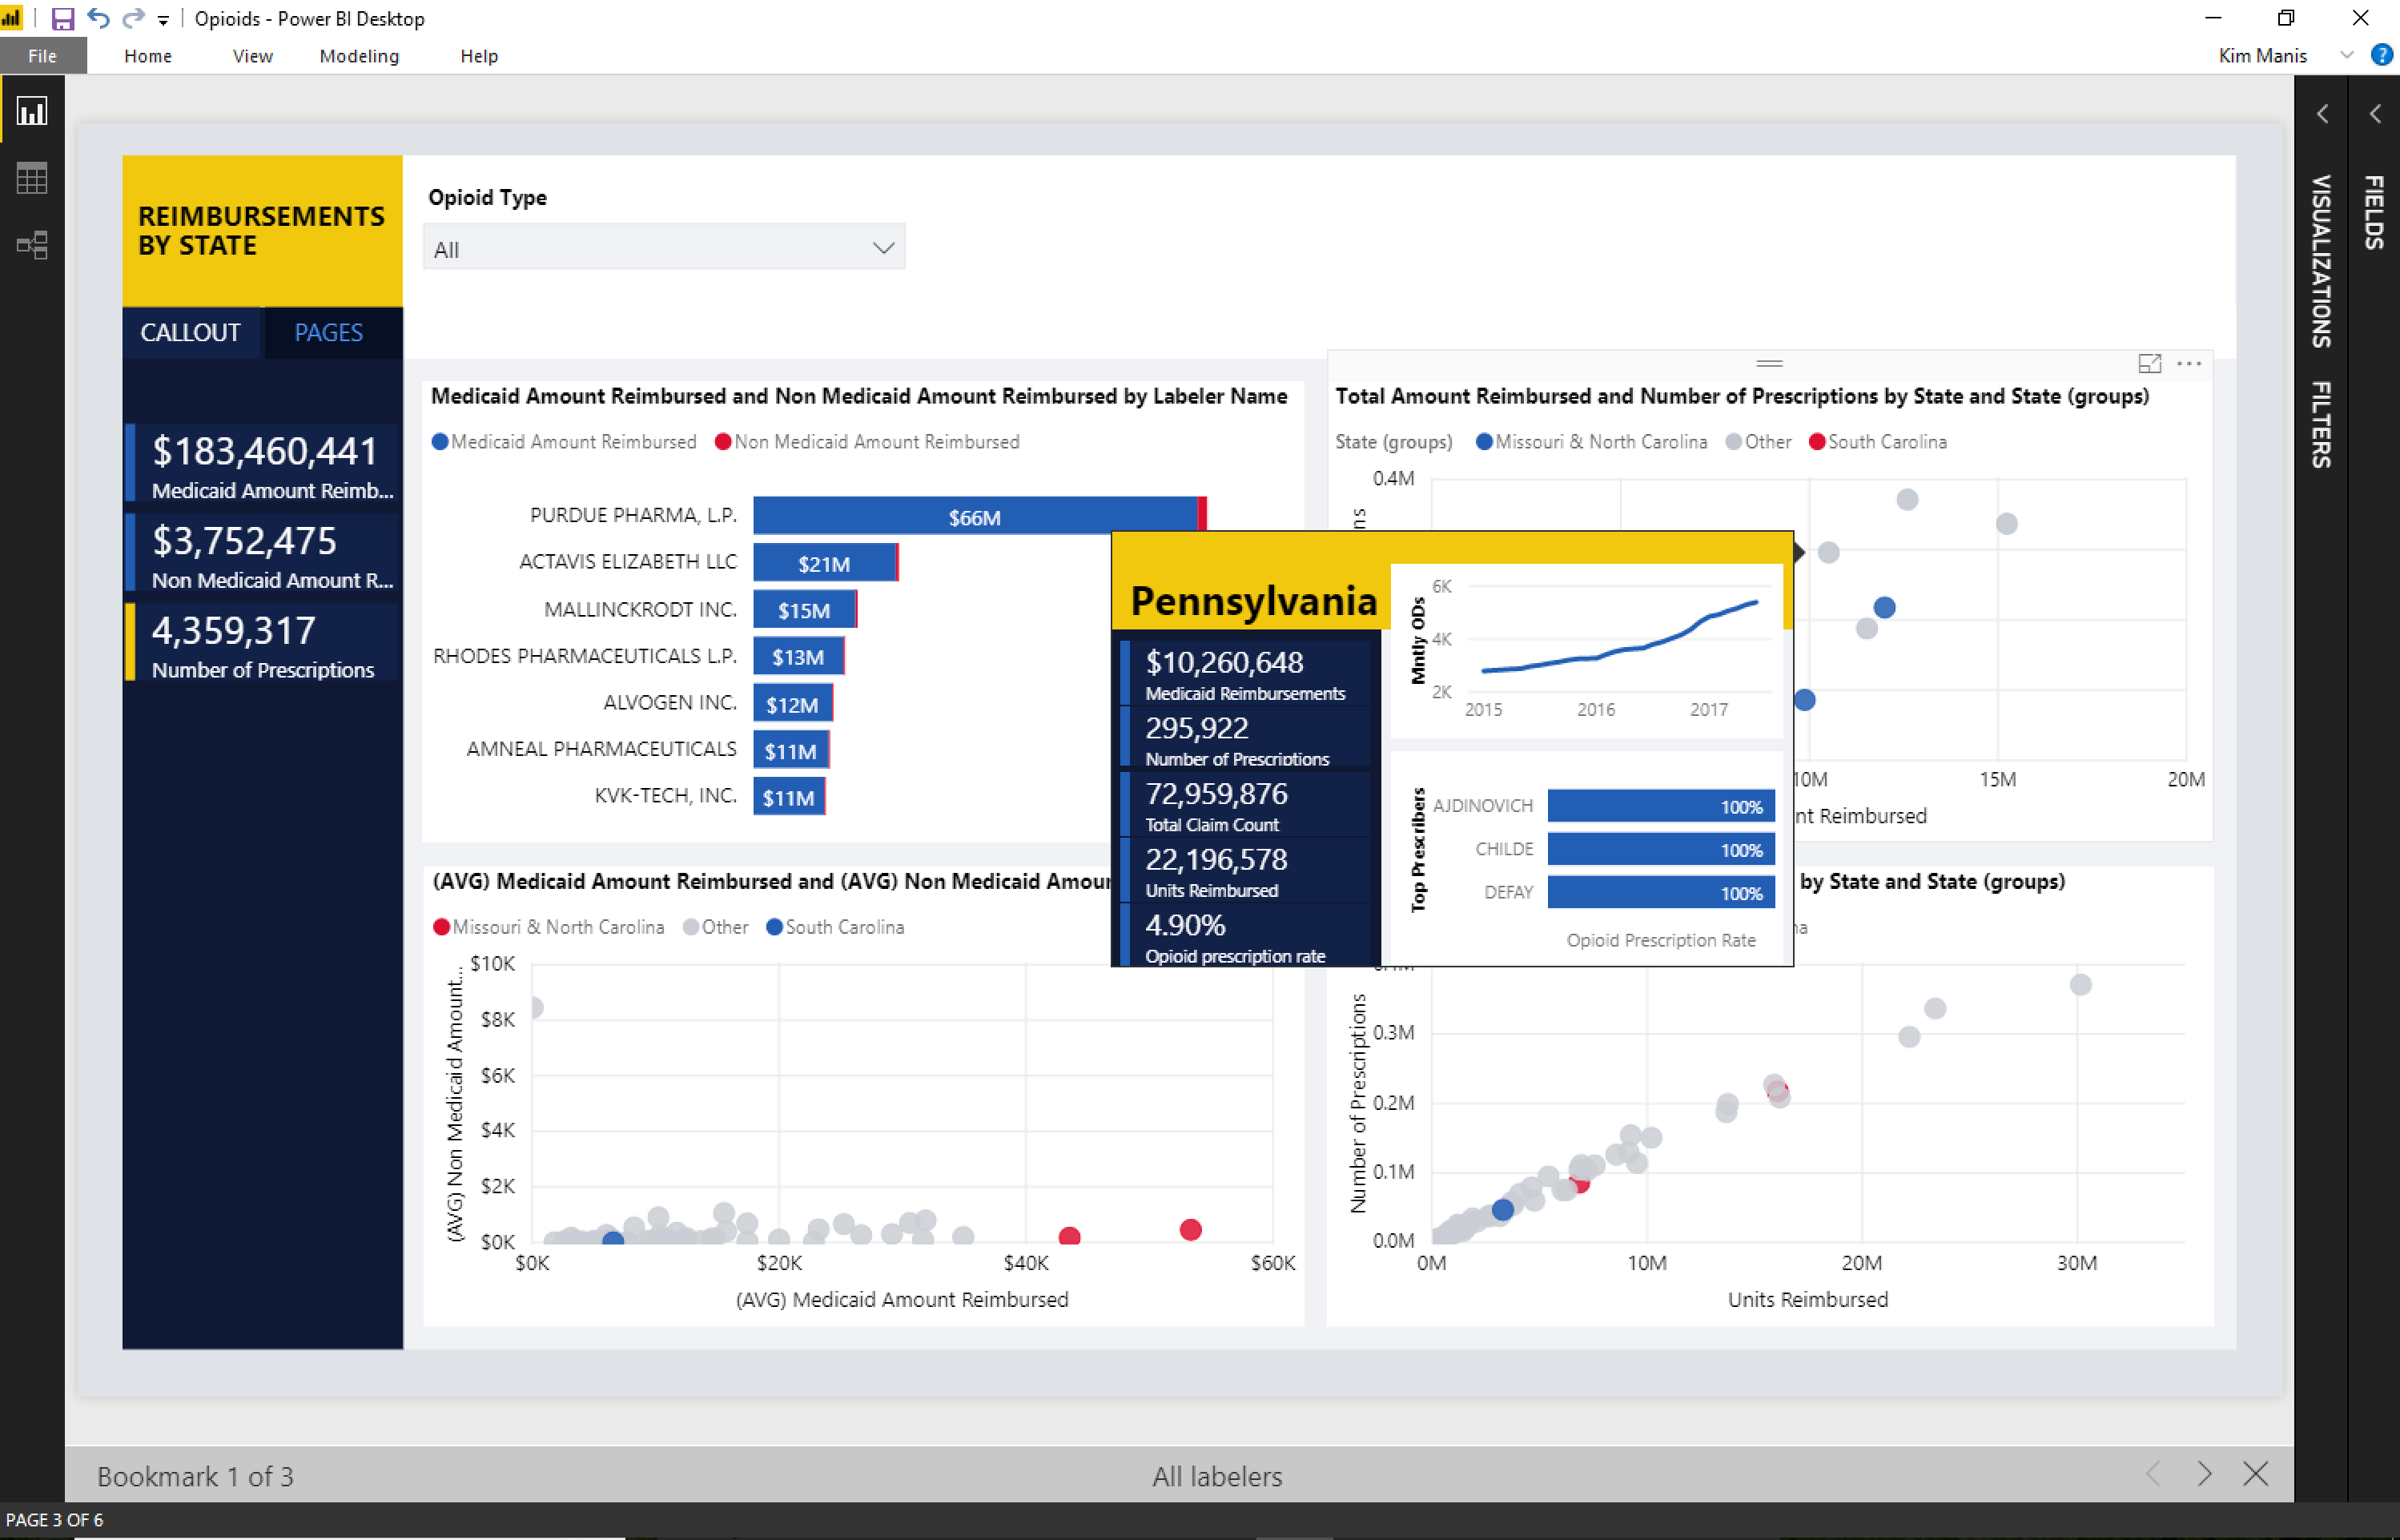 Opioids - Power BI Desktop
File Home View Modeling Help
Kim Manis
REIMBURSEMENTS
BY STATE
CALLOUT PAGES
$183,460,441
Medicaid Amount Reimb...
$3,752,475
Non Medicaid Amount R...
4,359,317
Number of Prescriptions
Opioid Type
All
Medicaid Amount Reimbursed and Non Medicaid Amount Reimbursed by Labeler Name
Medicaid Amount Reimbursed Non Medicaid Amount Reimbursed
PURDUE PHARMA, L.P. $66M
ACTAVIS ELIZABETH LLC $21M
MALLINCKRODT INC. $15M
RHODES PHARMACEUTICALS L.P. $13M
ALVOGEN INC. $12M
AMNEAL PHARMACEUTICALS $11M
KVK-TECH, INC. $11M
Total Amount Reimbursed and Number of Prescriptions by State and State (groups)
State (groups) Missouri & North Carolina Other South Carolina
0.4M
ns
10M 15M 20M
nt Reimbursed
Pennsylvania
$10,260,648
Medicaid Reimbursements
295,922
Number of Prescriptions
72,959,876
Total Claim Count
22,196,578
Units Reimbursed
4.90%
Opioid prescription rate
Mntly ODs
6K
4K
2K
2015 2016 2017
Top Prescribers
AJDINOVICH 100%
CHILDE 100%
DEFAY 100%
Opioid Prescription Rate
(AVG) Medicaid Amount Reimbursed and (AVG) Non Medicaid Amour
Missouri & North Carolina Other South Carolina
(AVG) Non Medicaid Amount...
$10K
$8K
$6K
$4K
$2K
$0K
$0K $20K $40K $60K
(AVG) Medicaid Amount Reimbursed
by State and State (groups)
na
Number of Prescriptions
0.3M
0.2M
0.1M
0.0M
0M 10M 20M 30M
Units Reimbursed
VISUALIZATIONS
FILTERS
FIELDS
Bookmark 1 of 3
All labelers
PAGE 3 OF 6